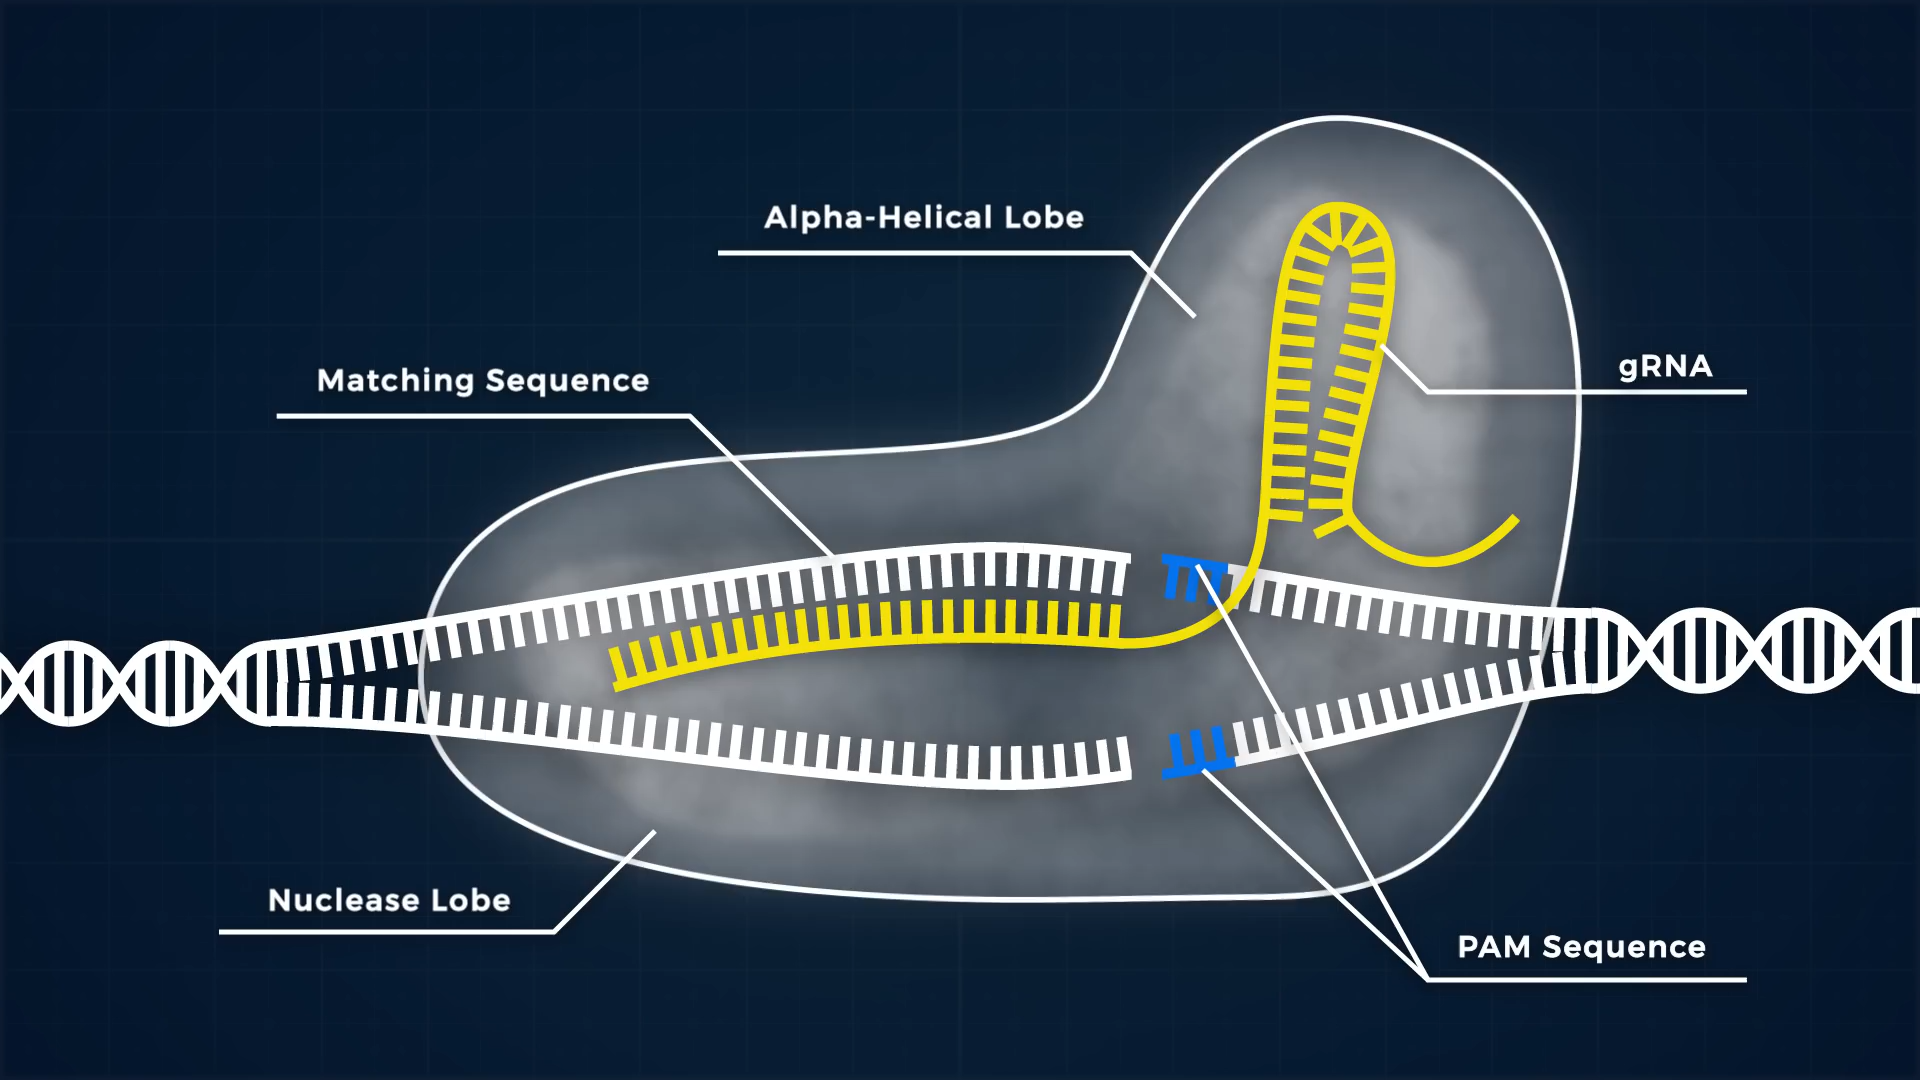 Alpha-Helical Lobe
gRNA
Matching Sequence
Nuclease Lobe
PAM Sequence